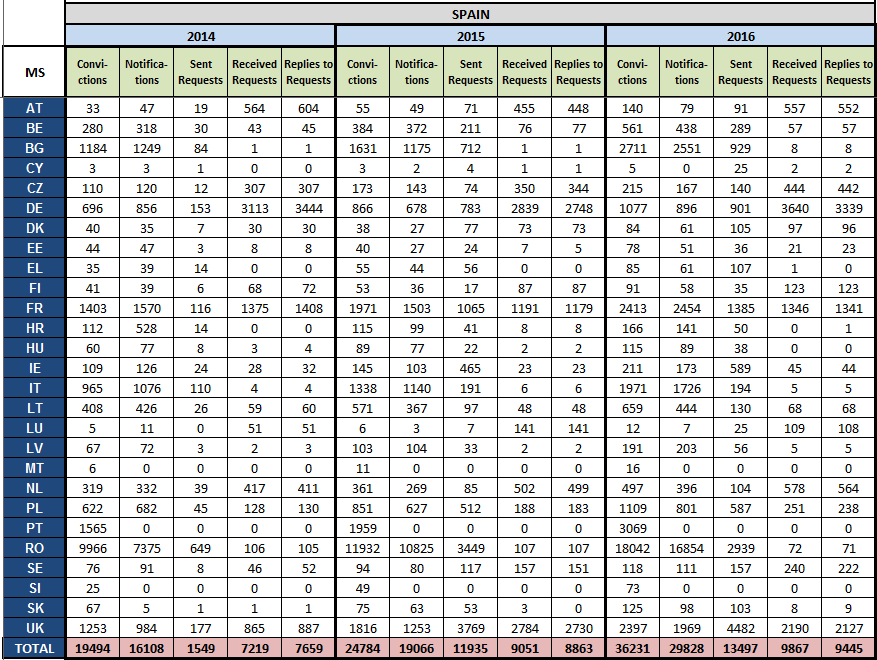 SPAIN
2014 2015 2016
MS Convi-ctions Notifica-tions Sent Requests Received Requests Replies to Requests Convi-ctions Notifica-tions Sent Requests Received Requests Replies to Requests Convi-ctions Notifica-tions Sent Requests Received Requests Replies to Requests
AT 33 47 19 564 604 55 49 71 455 448 140 79 91 557 552
BE 280 318 30 43 45 384 372 211 76 77 561 438 289 57 57
BG 1184 1249 84 1 1 1631 1175 712 1 1 2711 2551 929 8 8
CY 3 3 1 0 0 3 2 4 1 1 5 0 25 2 2
CZ 110 120 12 307 307 173 143 74 350 344 215 167 140 444 442
DE 696 856 153 3113 3444 866 678 783 2839 2748 1077 896 901 3640 3339
DK 40 35 7 30 30 38 27 77 73 73 84 61 105 97 96
EE 44 47 3 8 8 40 27 24 7 5 78 51 36 21 23
EL 35 39 14 0 0 55 44 56 0 0 85 61 107 1 0
FI 41 39 6 68 72 53 36 17 87 87 91 58 35 123 123
FR 1403 1570 116 1375 1408 1971 1503 1065 1191 1179 2413 2454 1385 1346 1341
HR 112 528 14 0 0 115 99 41 8 8 166 141 50 0 1
HU 60 77 8 3 4 89 77 22 2 2 115 89 38 0 0
IE 109 126 24 28 32 145 103 465 23 23 211 173 589 45 44
IT 965 1076 110 4 4 1338 1140 191 6 6 1971 1726 194 5 5
LT 408 426 26 59 60 571 367 97 48 48 659 444 130 68 68
LU 5 11 0 51 51 6 3 7 141 141 12 7 25 109 108
LV 67 72 3 2 3 103 104 33 2 2 191 203 56 5 5
MT 6 0 0 0 0 11 0 0 0 0 16 0 0 0 0
NL 319 332 39 417 411 361 269 85 502 499 497 396 104 578 564
PL 622 682 45 128 130 851 627 512 188 183 1109 801 587 251 238
PT 1565 0 0 0 0 1959 0 0 0 0 3069 0 0 0 0
RO 9966 7375 649 106 105 11932 10825 3449 107 107 18042 16854 2939 72 71
SE 76 91 8 46 52 94 80 117 157 151 118 111 157 240 222
SI 25 0 0 0 0 49 0 0 0 0 73 0 0 0 0
SK 67 5 1 1 1 75 63 53 3 0 125 98 103 8 9
UK 1253 984 177 865 887 1816 1253 3769 2784 2730 2397 1969 4482 2190 2127
TOTAL 19494 16108 1549 7219 7659 24784 19066 11935 9051 8863 36231 29828 13497 9867 9445